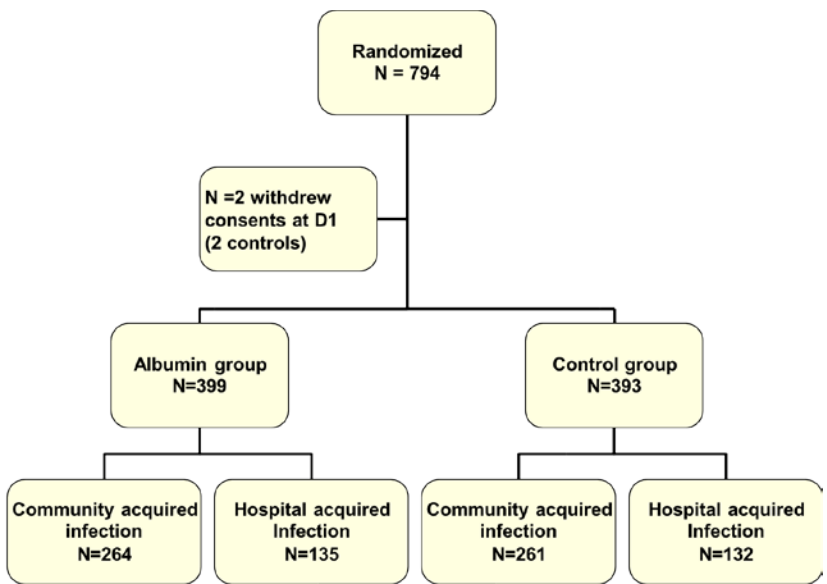 Randomized
N = 794
N =2 withdrew
consents at D1
(2 controls)
Albumin group
N=399
Control group
N=393
Community acquired
infection
N=264
Hospital acquired
Infection
N=135
Community acquired
infection
N=261
Hospital acquired
Infection
N=132